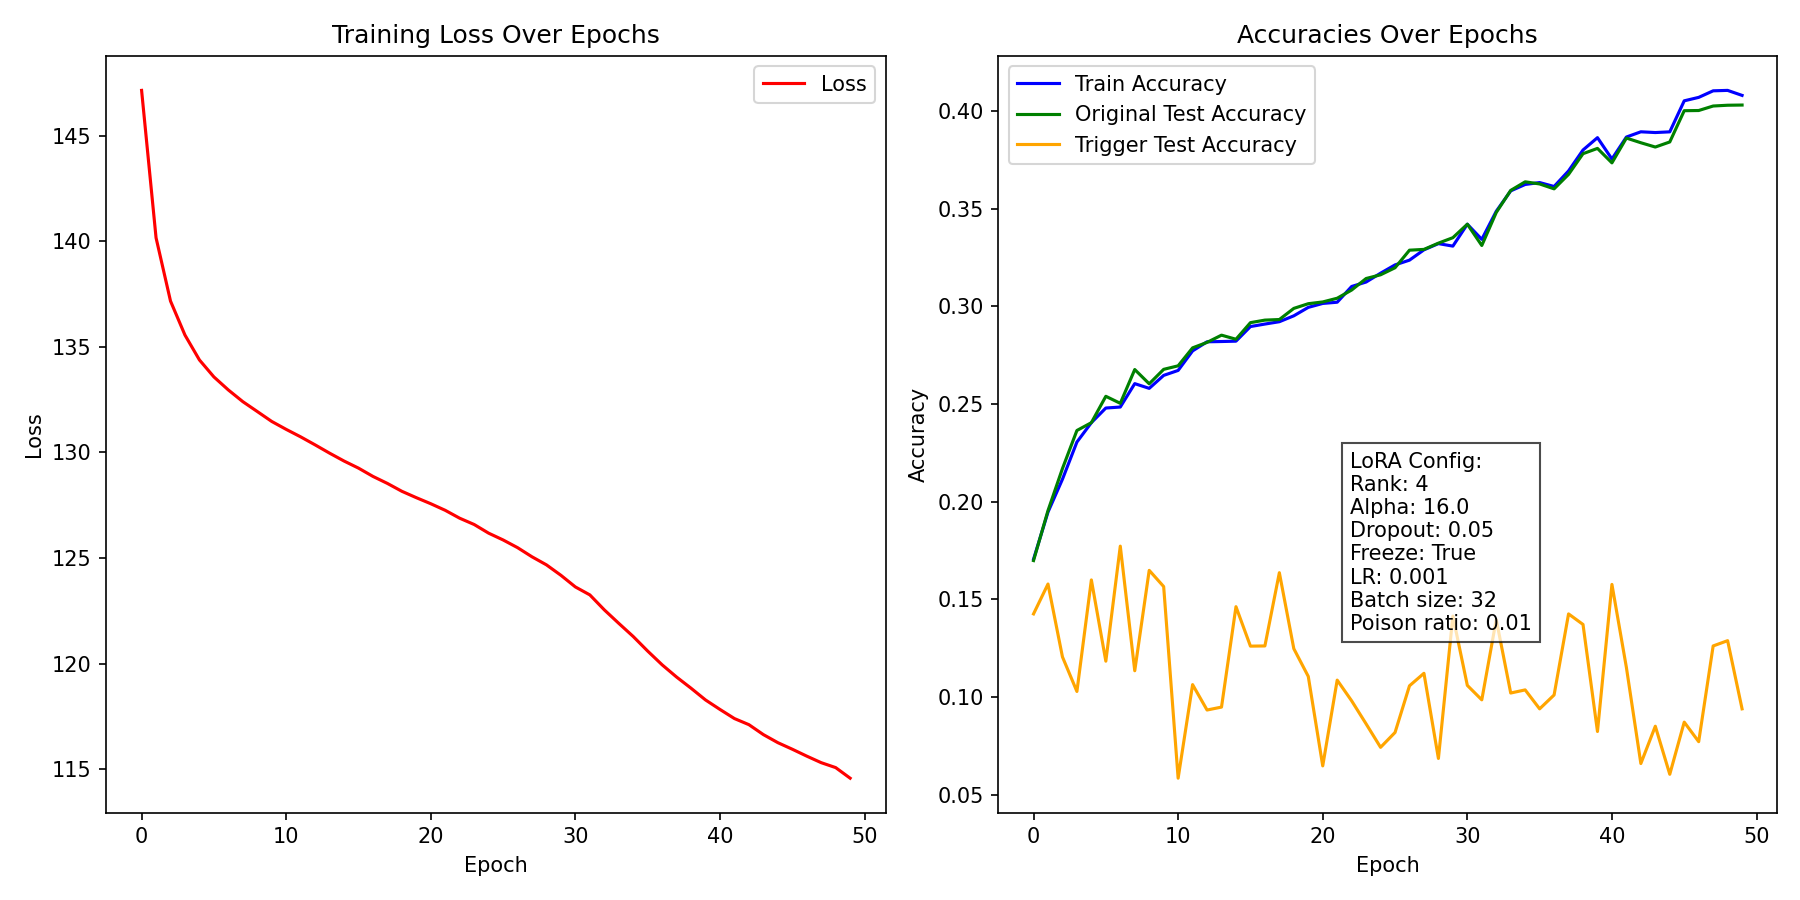 Training Loss Over Epochs
Loss
145
140
135
130
125
120
115
Loss
0
10
20
30
40
50
Epoch
Accuracies Over Epochs
Train Accuracy
Original Test Accuracy
Trigger Test Accuracy
0.40
0.35
0.30
0.25
0.20
0.15
0.10
0.05
Accuracy
LoRA Config:
Rank: 4
Alpha: 16.0
Dropout: 0.05
Freeze: True
LR: 0.001
Batch size: 32
Poison ratio: 0.01
0
10
20
30
40
50
Epoch